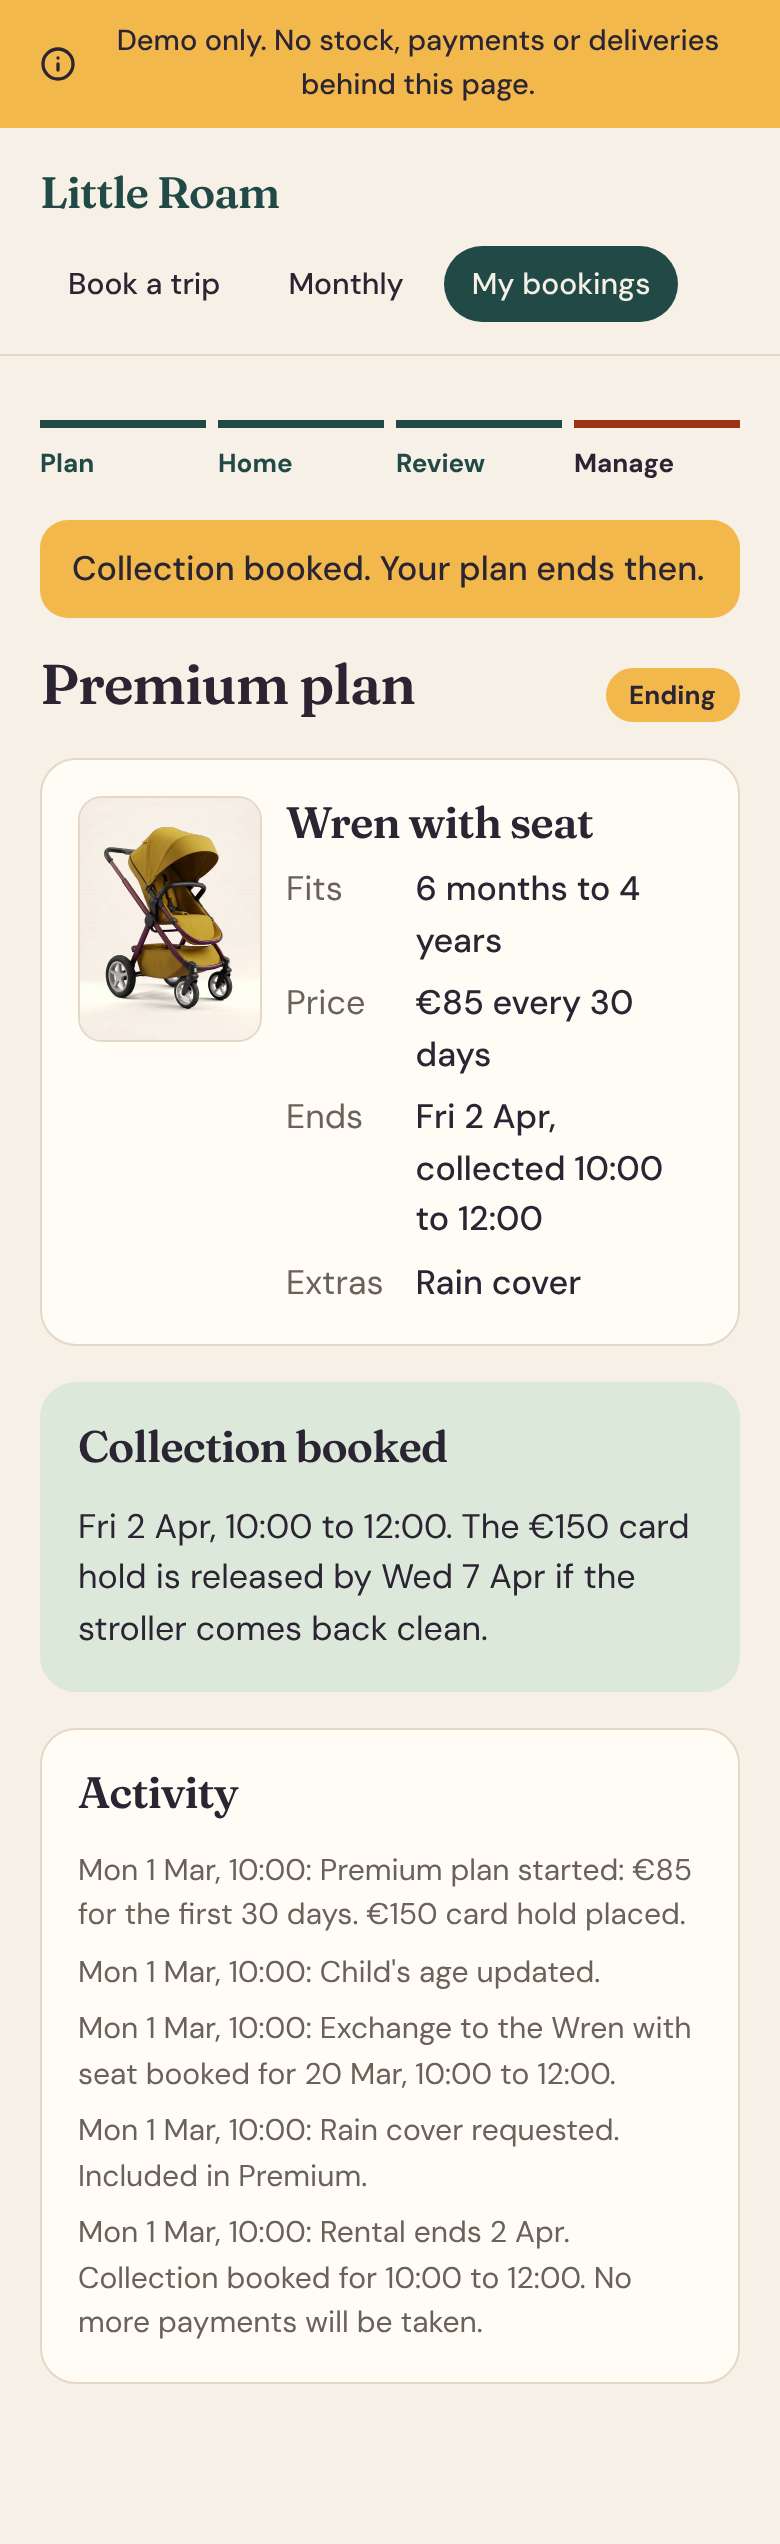 Demo only. No stock, payments or deliveries
behind this page.
Little Roam
Book a trip
Monthly
My bookings
Plan
Home
Review
Manage
Collection booked. Your plan ends then.
Premium plan
Ending
Wren with seat
Fits
6 months to 4
years
Price
€85 every 30
days
Ends
Fri 2 Apr,
collected 10:00
to 12:00
Extras
Rain cover
Collection booked
Fri 2 Apr, 10:00 to 12:00. The €150 card
hold is released by Wed 7 Apr if the
stroller comes back clean.
Activity
Mon 1 Mar, 10:00: Premium plan started: €85
for the first 30 days. €150 card hold placed.
Mon 1 Mar, 10:00: Child's age updated.
Mon 1 Mar, 10:00: Exchange to the Wren with
seat booked for 20 Mar, 10:00 to 12:00.
Mon 1 Mar, 10:00: Rain cover requested.
Included in Premium.
Mon 1 Mar, 10:00: Rental ends 2 Apr.
Collection booked for 10:00 to 12:00. No
more payments will be taken.